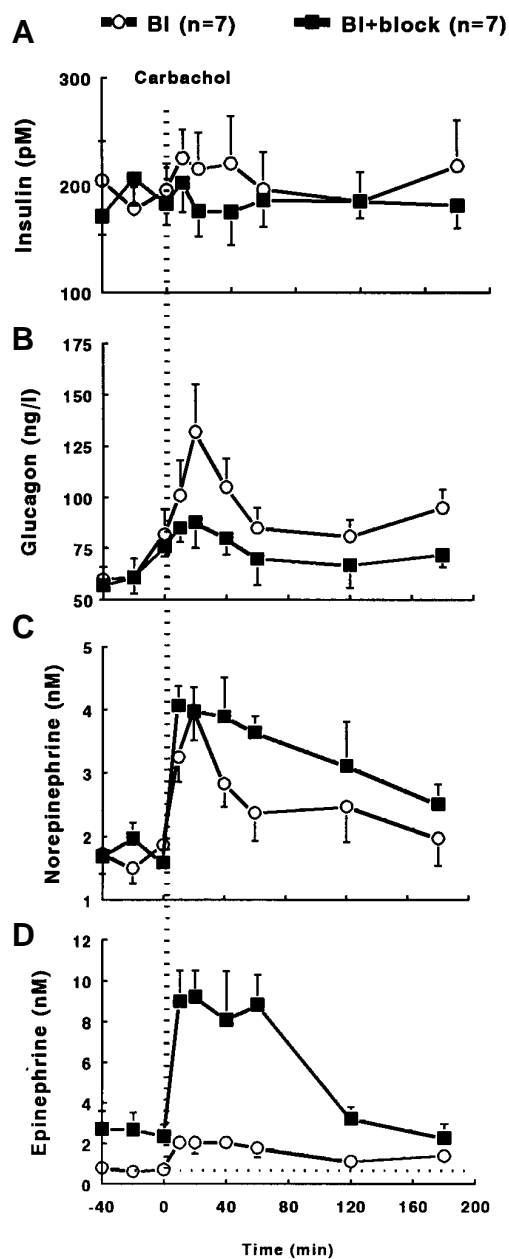 BI (n=7) BI+block (n=7)
A
Carbachol
Insulin (pM)
300
200
100
B
Glucagon (ng/l)
175
150
125
100
75
50
C
Norepinephrine (nM)
5
4
3
2
1
D
Epinephrine (nM)
12
10
8
6
4
2
0
-40 0 40 80 120 160 200
Time (min)